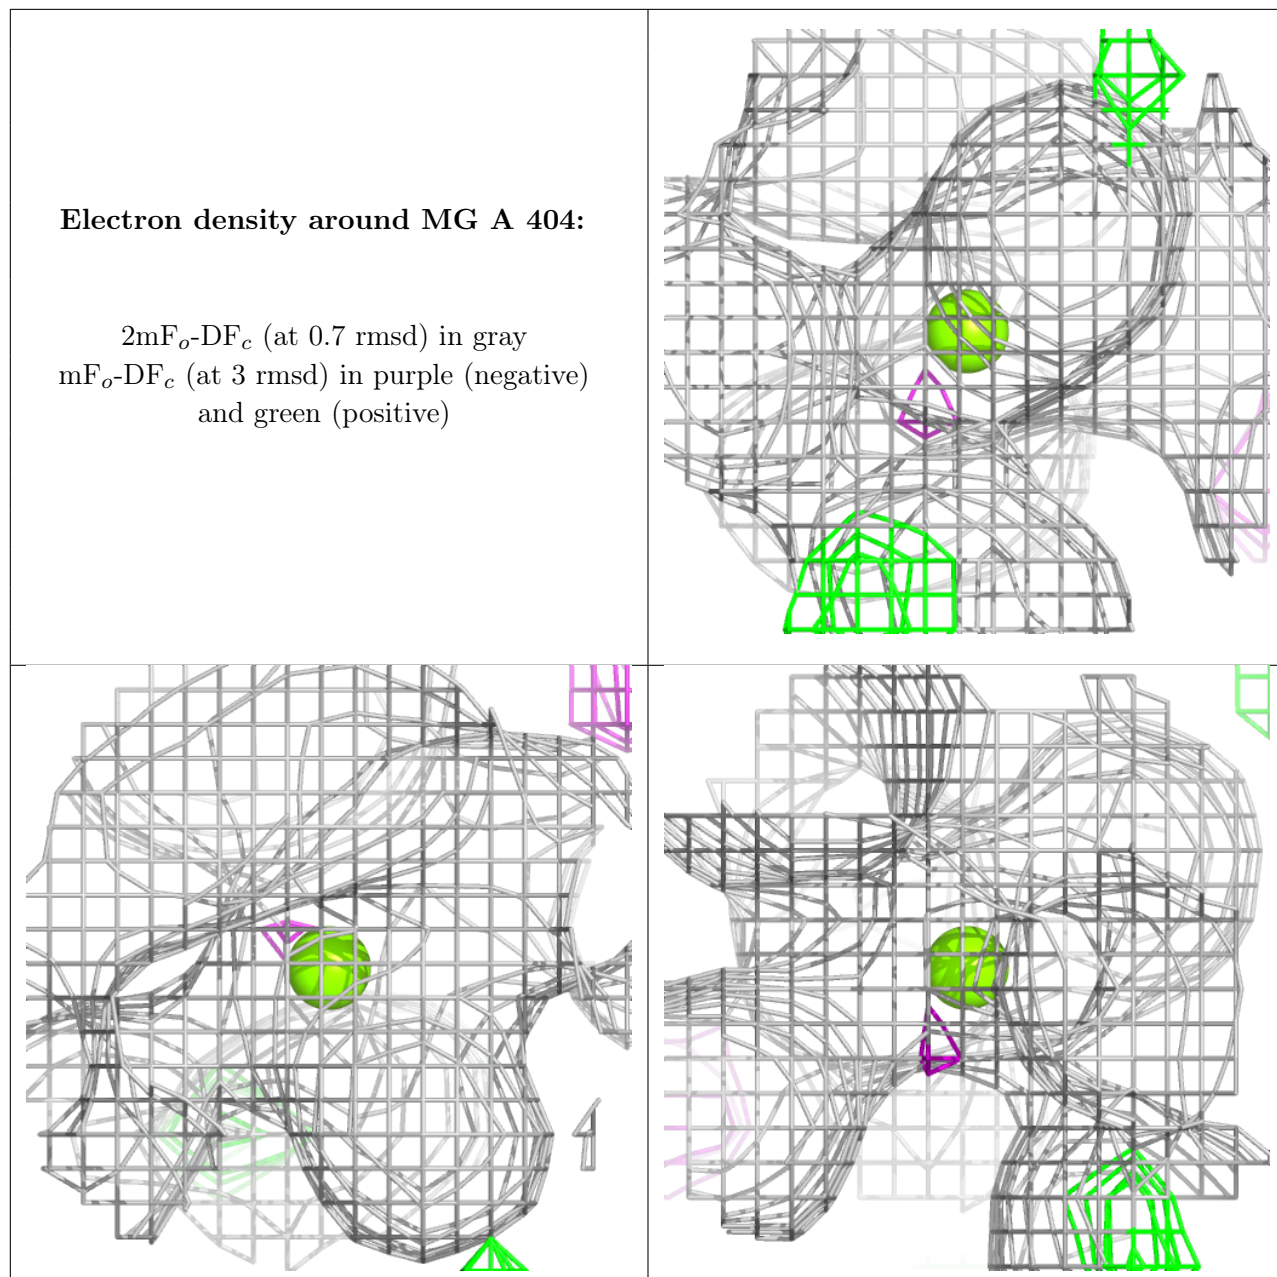 Electron density around MG A 404:
2mFo-DFc (at 0.7 rmsd) in gray
mFo-DFc (at 3 rmsd) in purple (negative)
and green (positive)